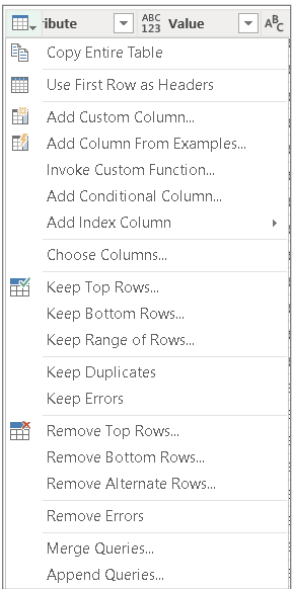 ibute ABC 123 Value ABC
Copy Entire Table
Use First Row as Headers
Add Custom Column...
Add Column From Examples...
Invoke Custom Function...
Add Conditional Column...
Add Index Column
Choose Columns...
Keep Top Rows...
Keep Bottom Rows...
Keep Range of Rows...
Keep Duplicates
Keep Errors
Remove Top Rows...
Remove Bottom Rows...
Remove Alternate Rows...
Remove Errors
Merge Queries...
Append Queries...